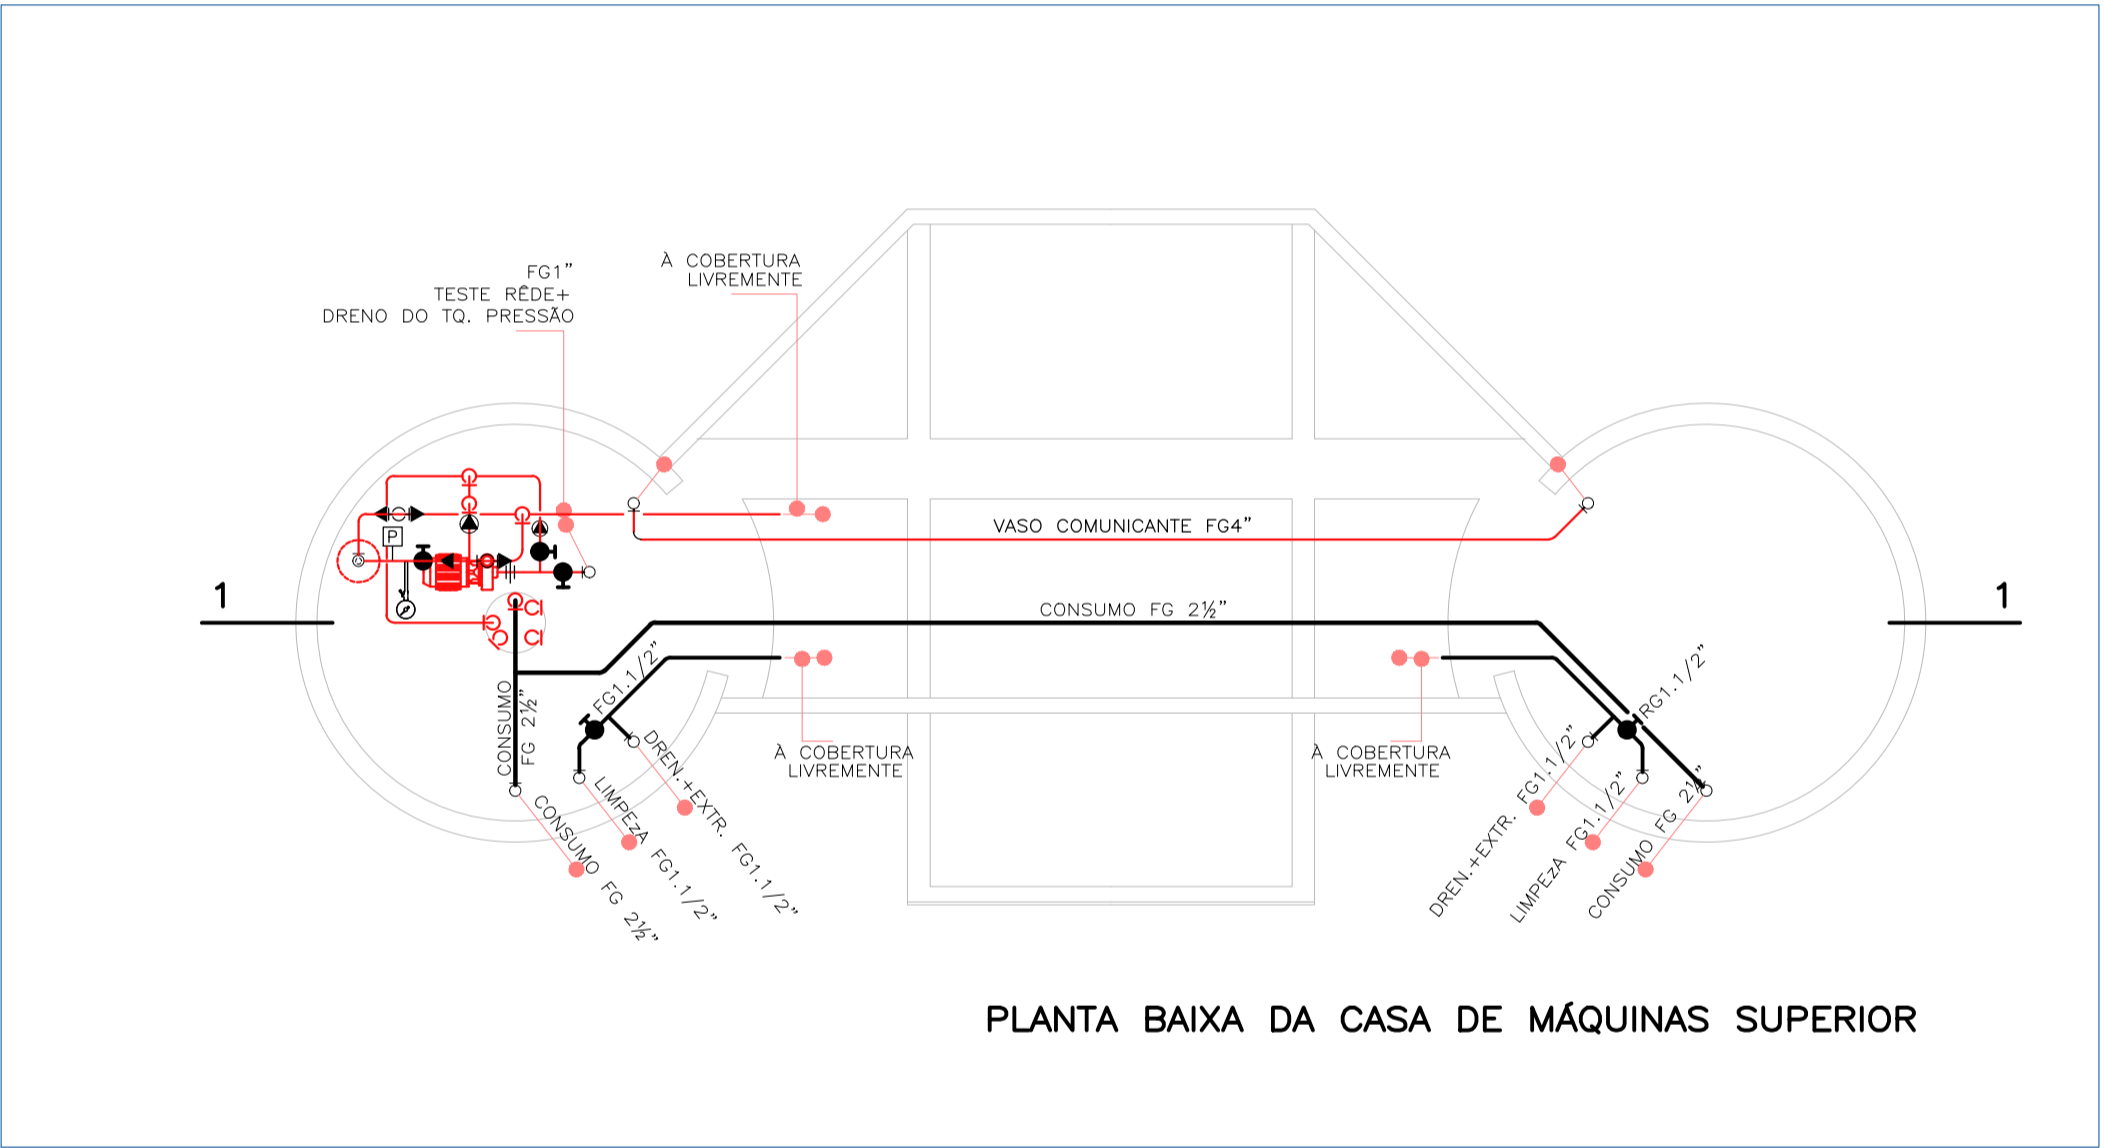 FG1"
TESTE RÊDE+
DRENO DO TQ. PRESSÃO
À COBERTURA
LIVREMENTE
VASO COMUNICANTE FG4"
P
C
1
1
CI
CI
CONSUMO FG 2½"
CONSUMO
FG 2½"
FG1.1/2"
RG1.1/2"
À COBERTURA
LIVREMENTE
À COBERTURA
LIVREMENTE
DREN.+EXTR. FG1.1/2"
LIMPEzA FG1.1/2"
CONSUMO FG 2½"
DREN.+EXTR. FG1.1/2"
LIMPEzA FG1.1/2"
CONSUMO FG 2½"
PLANTA BAIXA DA CASA DE MÁQUINAS SUPERIOR